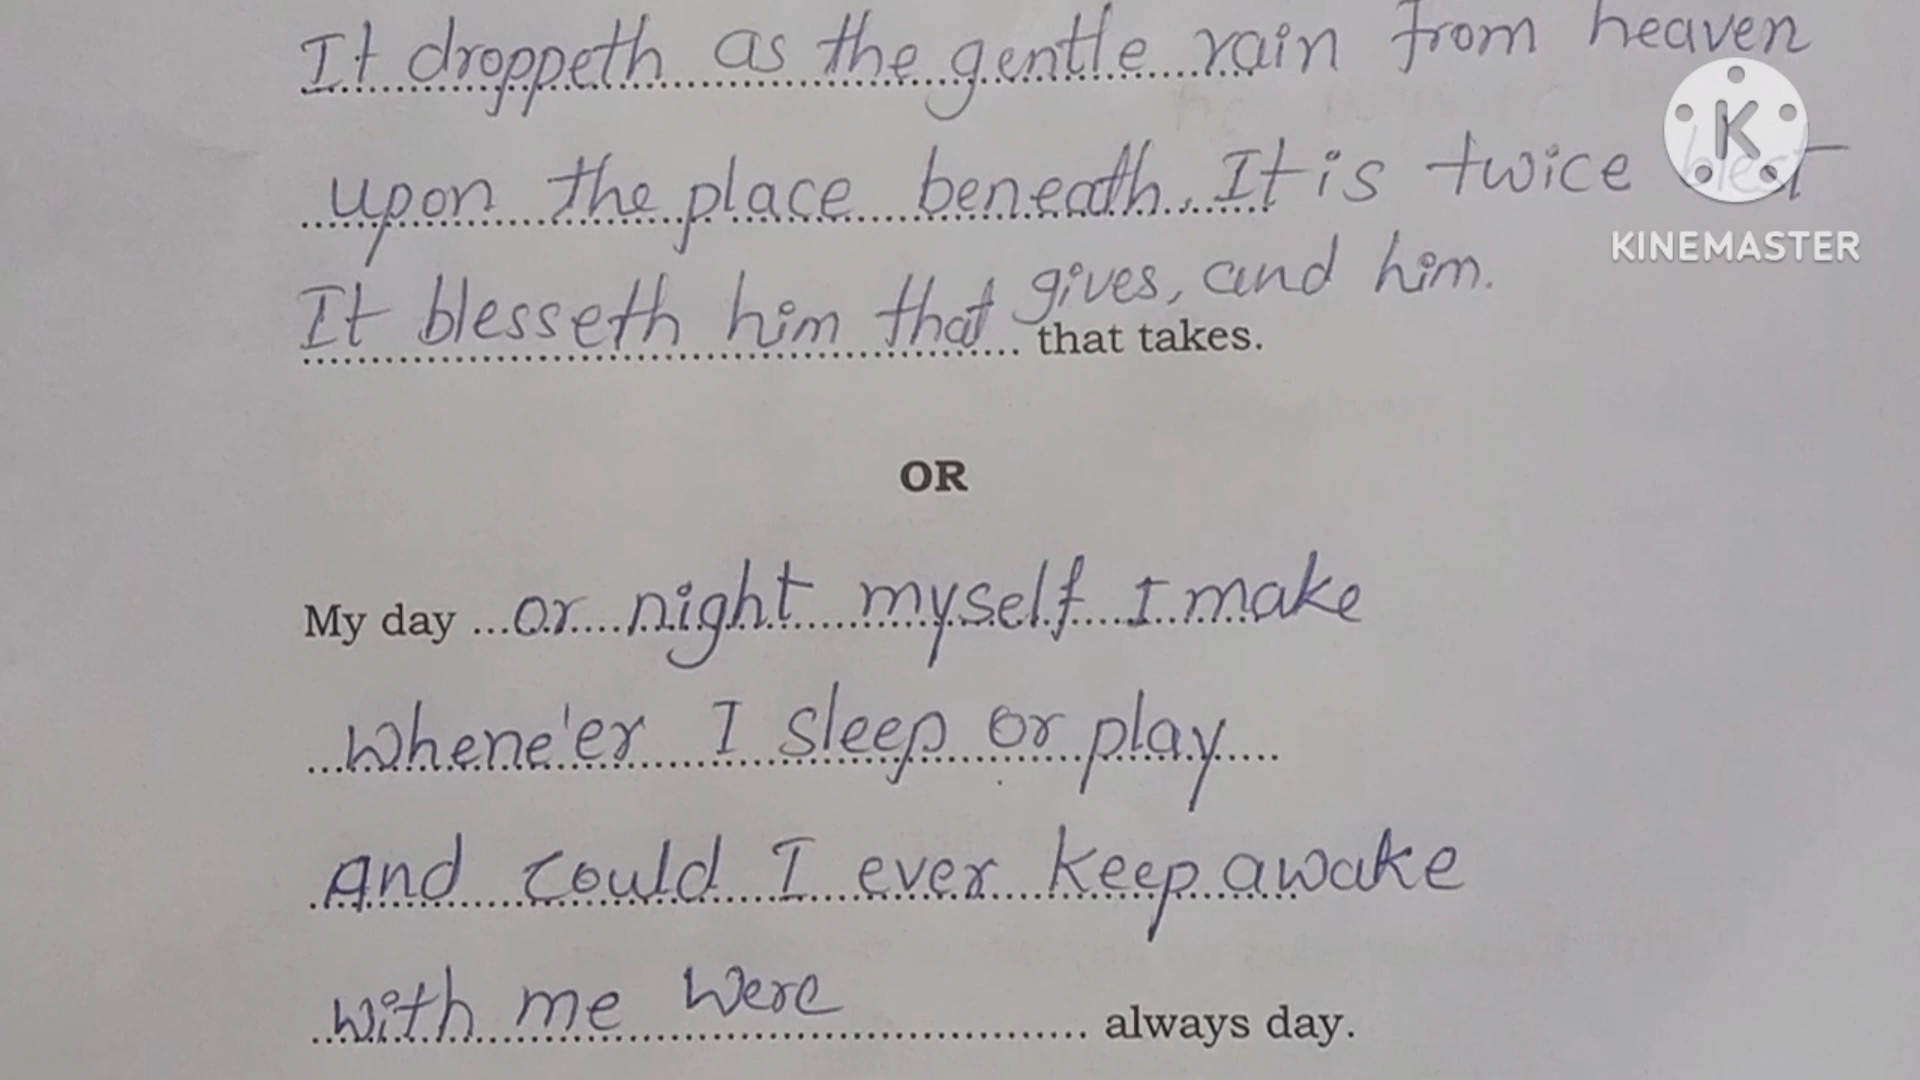 It droppeth as the gentle rain from heaven
upon the place beneath. It is twice blest
KINEMASTER
It blesseth him that gives, and him.
that takes.
OR
My day ...or night myself I make
whene'er I sleep or play....
And could I ever keep awake
with me were .................... always day.